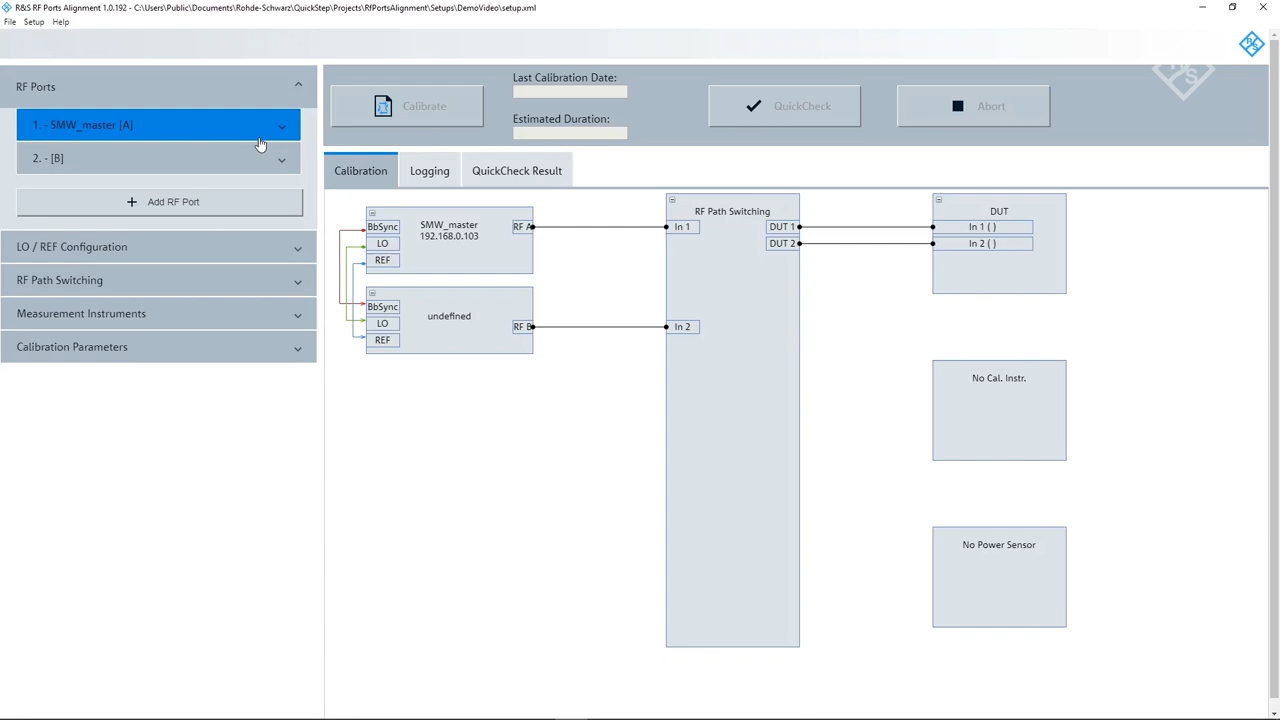 R&S RF Ports Alignment 1.0.192 - C:\Users\Public\Documents\Rohde-Schwarz\QuickStep\Projects\RfPortsAlignment\Setups\DemoVideo\setup.xml
File Setup Help
RF Ports
1. - SMW_master [A]
2. - [B]
+ Add RF Port
LO / REF Configuration
RF Path Switching
Measurement Instruments
Calibration Parameters
Calibrate
Last Calibration Date:
Estimated Duration:
QuickCheck
Abort
Calibration Logging QuickCheck Result
SMW_master
192.168.0.103
BbSync
LO
REF
RF A
undefined
BbSync
LO
REF
RF B
RF Path Switching
In 1
In 2
DUT 1
DUT 2
DUT
In 1 ( )
In 2 ( )
No Cal. Instr.
No Power Sensor
R&S